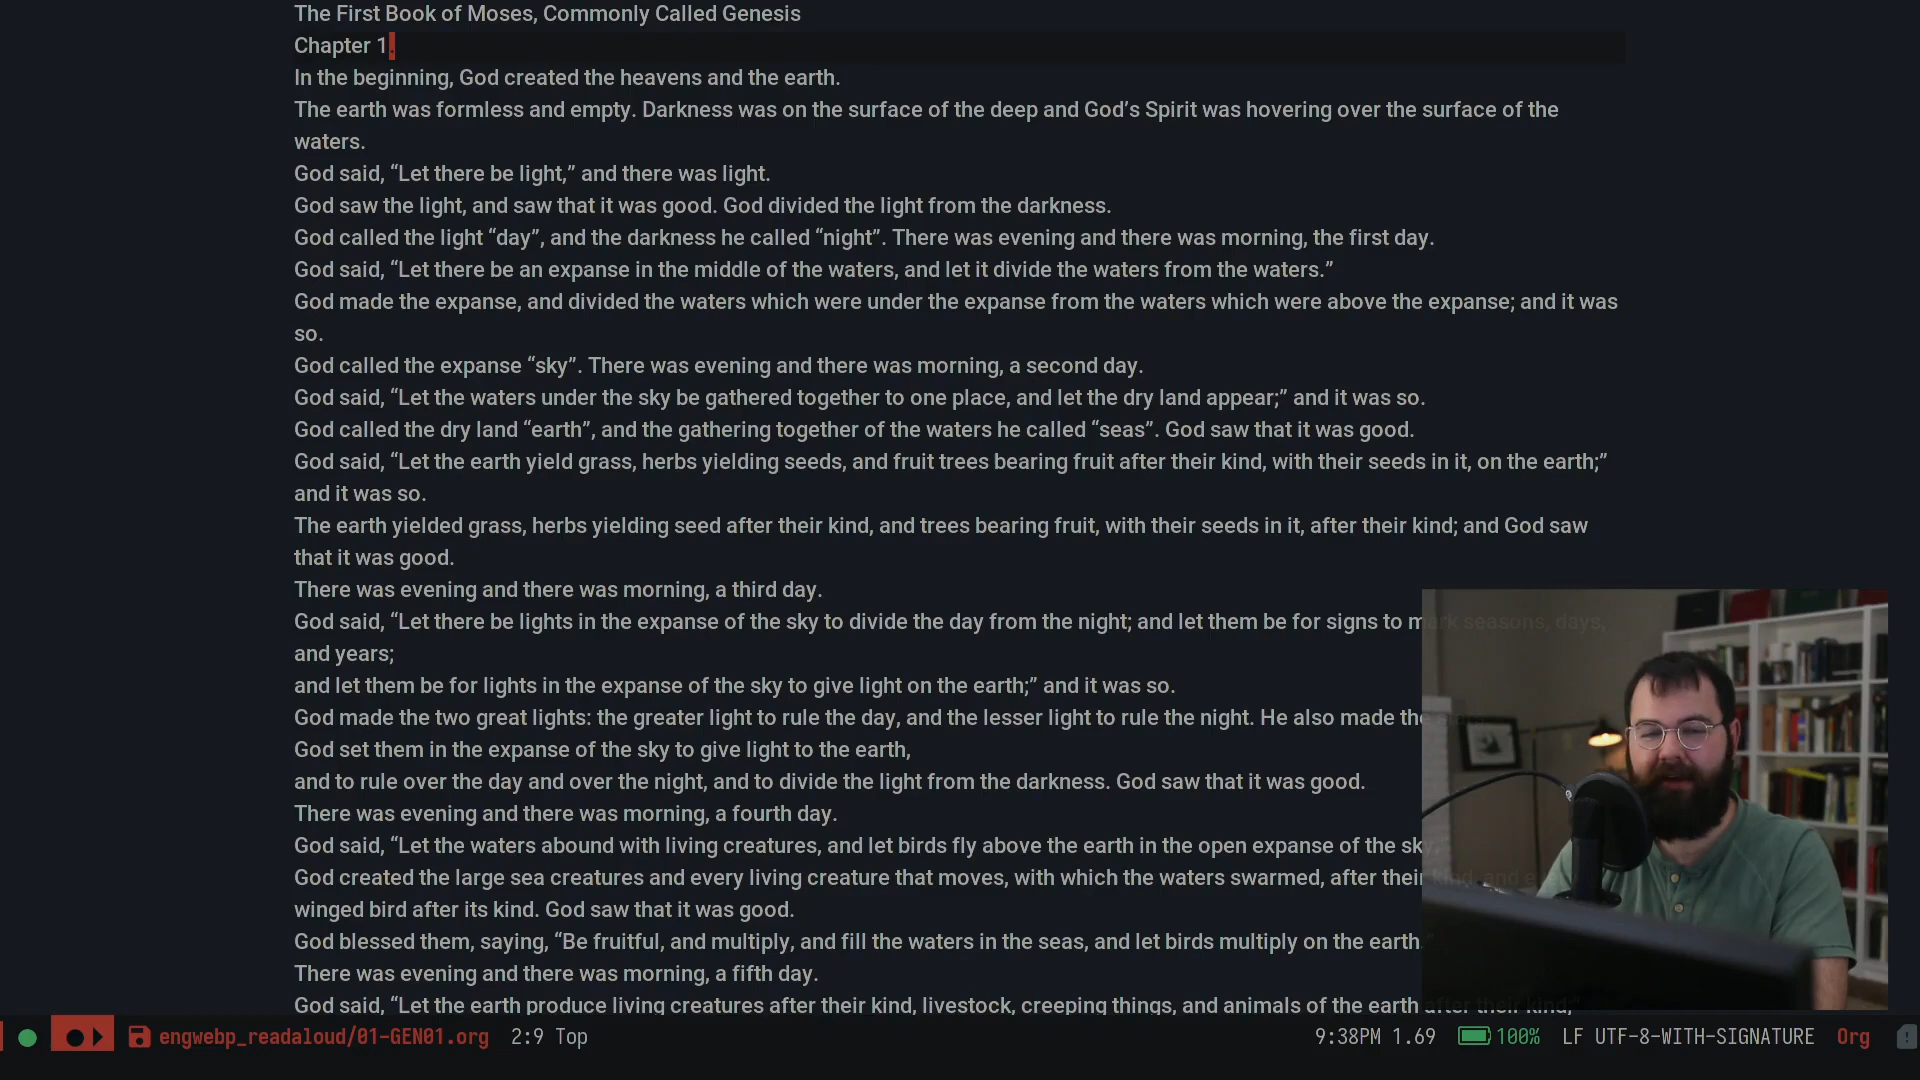 The First Book of Moses, Commonly Called Genesis
Chapter 1.
In the beginning, God created the heavens and the earth.
The earth was formless and empty. Darkness was on the surface of the deep and God’s Spirit was hovering over the surface of the
waters.
God said, “Let there be light,” and there was light.
God saw the light, and saw that it was good. God divided the light from the darkness.
God called the light “day”, and the darkness he called “night”. There was evening and there was morning, the first day.
God said, “Let there be an expanse in the middle of the waters, and let it divide the waters from the waters.”
God made the expanse, and divided the waters which were under the expanse from the waters which were above the expanse; and it was
so.
God called the expanse “sky”. There was evening and there was morning, a second day.
God said, “Let the waters under the sky be gathered together to one place, and let the dry land appear;” and it was so.
God called the dry land “earth”, and the gathering together of the waters he called “seas”. God saw that it was good.
God said, “Let the earth yield grass, herbs yielding seeds, and fruit trees bearing fruit after their kind, with their seeds in it, on the earth;”
and it was so.
The earth yielded grass, herbs yielding seed after their kind, and trees bearing fruit, with their seeds in it, after their kind; and God saw
that it was good.
There was evening and there was morning, a third day.
God said, “Let there be lights in the expanse of the sky to divide the day from the night; and let them be for signs to mark seasons, days,
and years;
and let them be for lights in the expanse of the sky to give light on the earth;” and it was so.
God made the two great lights: the greater light to rule the day, and the lesser light to rule the night. He also made the
God set them in the expanse of the sky to give light to the earth,
and to rule over the day and over the night, and to divide the light from the darkness. God saw that it was good.
There was evening and there was morning, a fourth day.
God said, “Let the waters abound with living creatures, and let birds fly above the earth in the open expanse of the sky.”
God created the large sea creatures and every living creature that moves, with which the waters swarmed, after their kind, and
winged bird after its kind. God saw that it was good.
God blessed them, saying, “Be fruitful, and multiply, and fill the waters in the seas, and let birds multiply on the earth.”
There was evening and there was morning, a fifth day.
God said, “Let the earth produce living creatures after their kind, livestock, creeping things, and animals of the earth after their kind;”
engwebp_readaloud/01-GEN01.org 2:9 Top 9:38PM 1.69 100% LF UTF-8-WITH-SIGNATURE Org